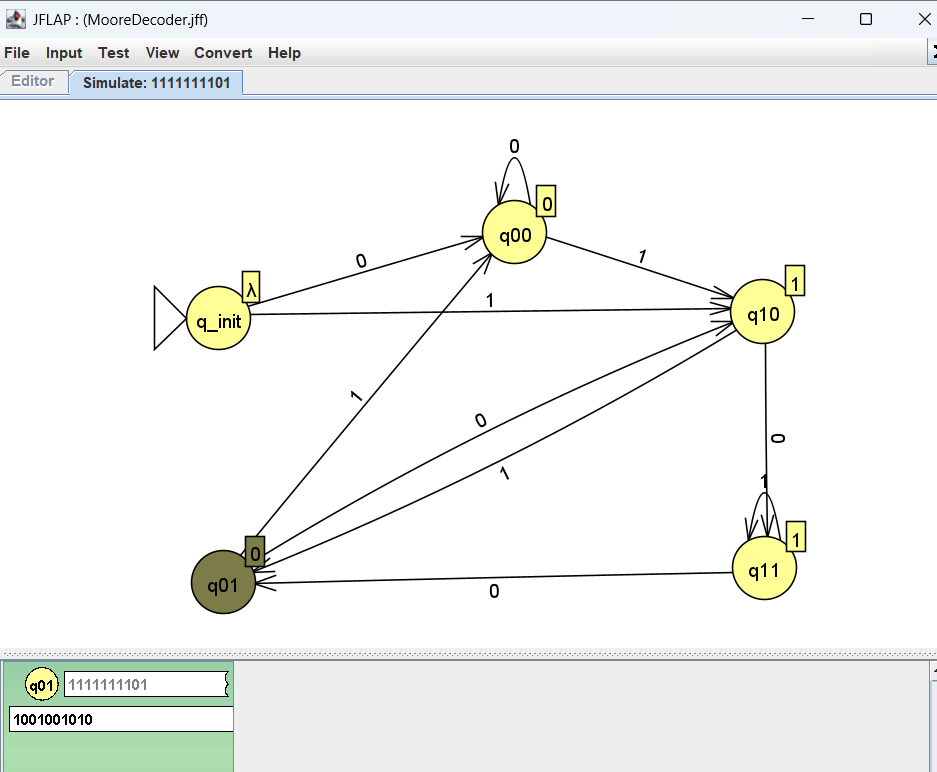 JFLAP : (MooreDecoder.jff)
File Input Test View Convert Help
Editor Simulate: 1111111101
0
0
q00
0
1
1
λ
q_init
1
q10
1
0
0
1
1
1
0
q01
q11
0
q01 1111111101
1001001010